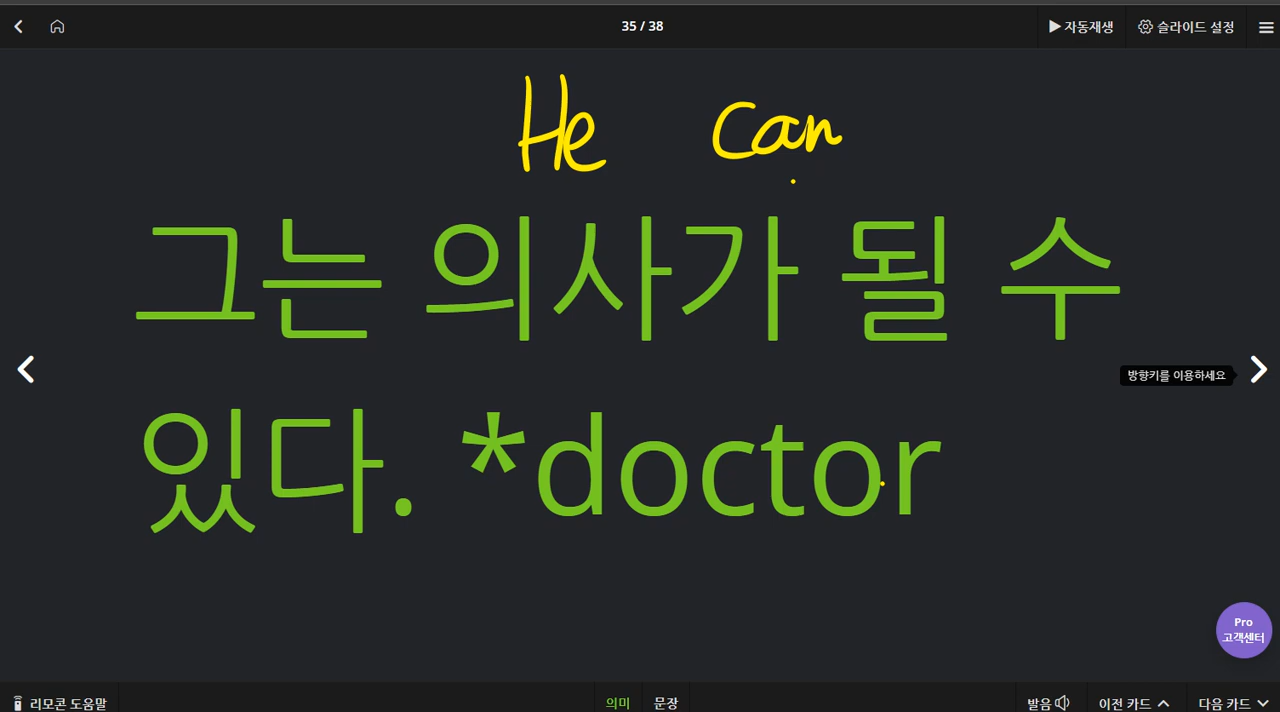 35 / 38
▶ 자동재생
슬라이드 설정
He can
그는 의사가 될 수
있다. *doctor
방향키를 이용하세요
Pro
고객센터
리모콘 도움말
의미
문장
발음
이전 카드
다음 카드